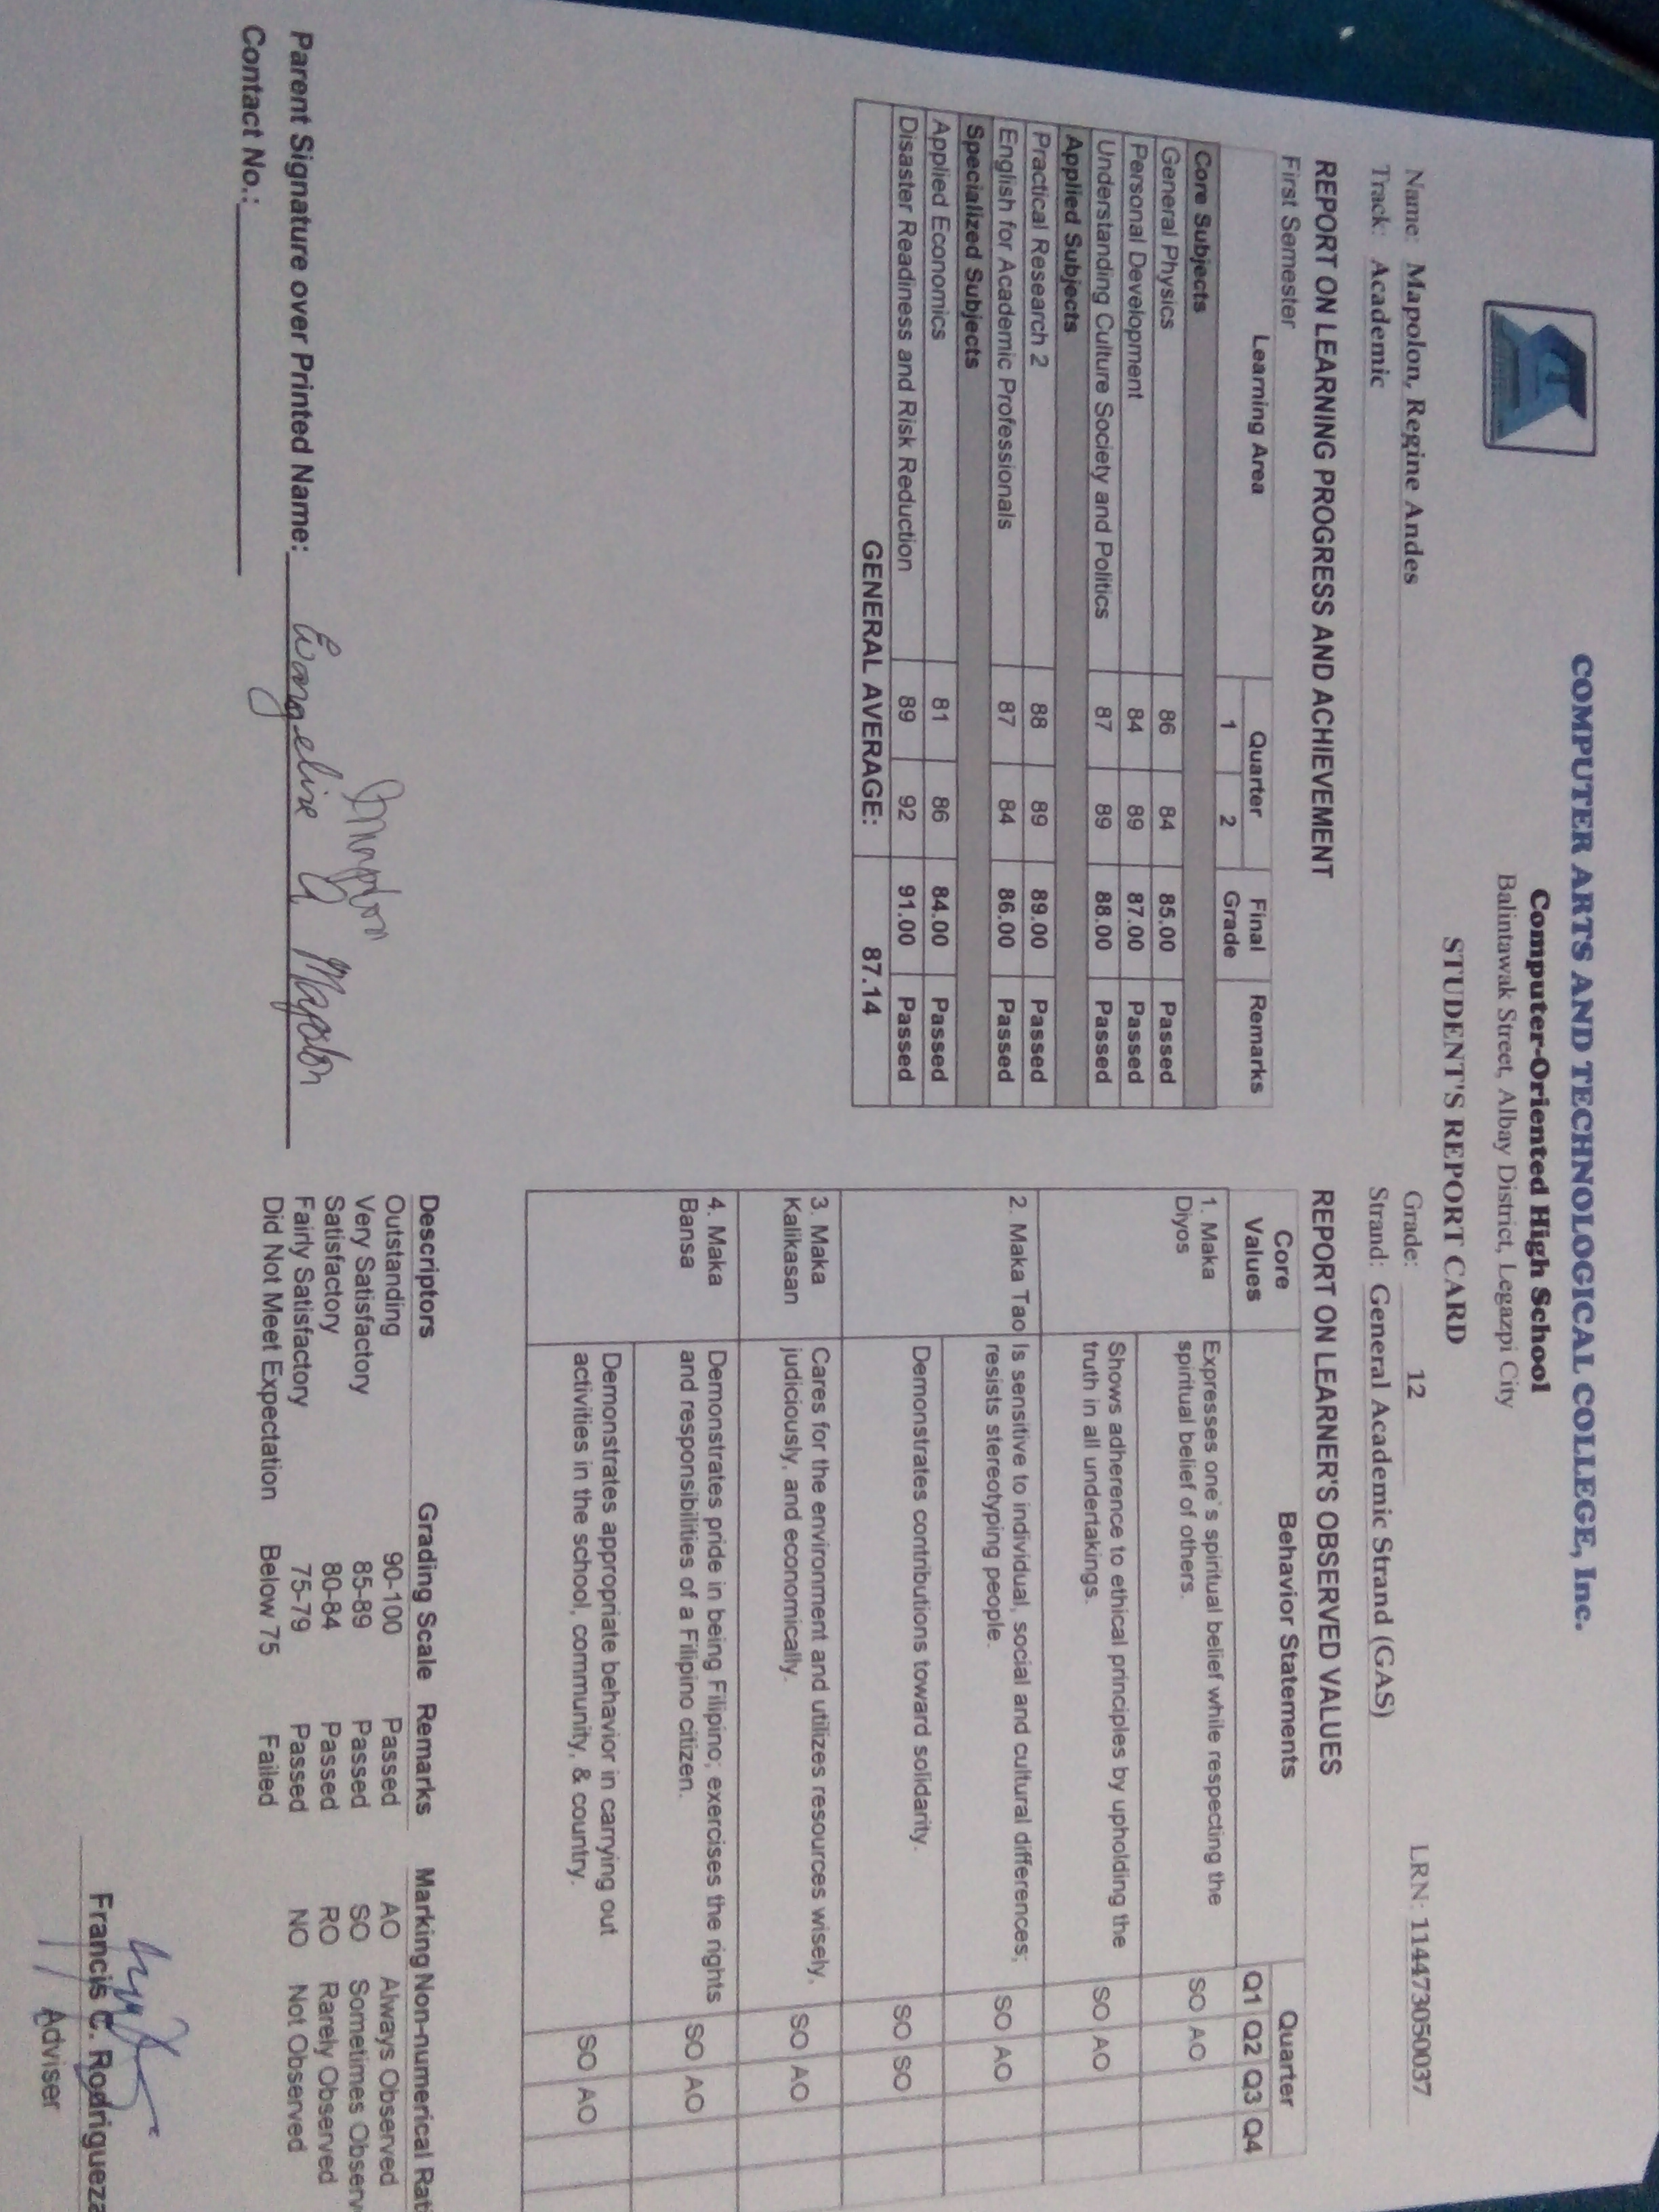 COMPUTER ARTS AND TECHNOLOGICAL COLLEGE, Inc.
Computer-Oriented High School
Balintawak Street, Albay District, Legazpi City
STUDENT'S REPORT CARD
Name: Mapolon, Regine Andes
Track: Academic
Grade: 12
LRN: 114473050037
Strand: General Academic Strand (GAS)
REPORT ON LEARNING PROGRESS AND ACHIEVEMENT
First Semester
Learning Area Quarter Final Grade Remarks
1 2
Core Subjects
General Physics 86 84 85.00 Passed
Personal Development 84 89 87.00 Passed
Understanding Culture Society and Politics 87 89 88.00 Passed
Applied Subjects
Practical Research 2 88 89 89.00 Passed
English for Academic Professionals 87 84 86.00 Passed
Specialized Subjects
Applied Economics 81 86 84.00 Passed
Disaster Readiness and Risk Reduction 89 92 91.00 Passed
GENERAL AVERAGE: 87.14
Parent Signature over Printed Name: Evangeline A Mapolon
Contact No.:
REPORT ON LEARNER'S OBSERVED VALUES
Core Values Behavior Statements Quarter
Q1 Q2 Q3 Q4
1. Maka Diyos
Expresses one's spiritual belief while respecting the
spiritual belief of others.
SO AO
Shows adherence to ethical principles by upholding the
truth in all undertakings.
SO AO
2. Maka Tao
Is sensitive to individual, social and cultural differences;
resists stereotyping people.
SO AO
Demonstrates contributions toward solidarity.
SO SO
3. Maka Kalikasan
Cares for the environment and utilizes resources wisely,
judiciously, and economically.
SO AO
4. Maka Bansa
Demonstrates pride in being Filipino; exercises the rights
and responsibilities of a Filipino citizen.
SO AO
Demonstrates appropriate behavior in carrying out
activities in the school, community, & country.
SO AO
Descriptors Grading Scale Remarks
Outstanding 90-100 Passed
Very Satisfactory 85-89 Passed
Satisfactory 80-84 Passed
Fairly Satisfactory 75-79 Passed
Did Not Meet Expectation Below 75 Failed
Marking Non-numerical Rat
AO Always Observed
SO Sometimes Observ
RO Rarely Observed
NO Not Observed
Francis C. Rodrigueza
Adviser